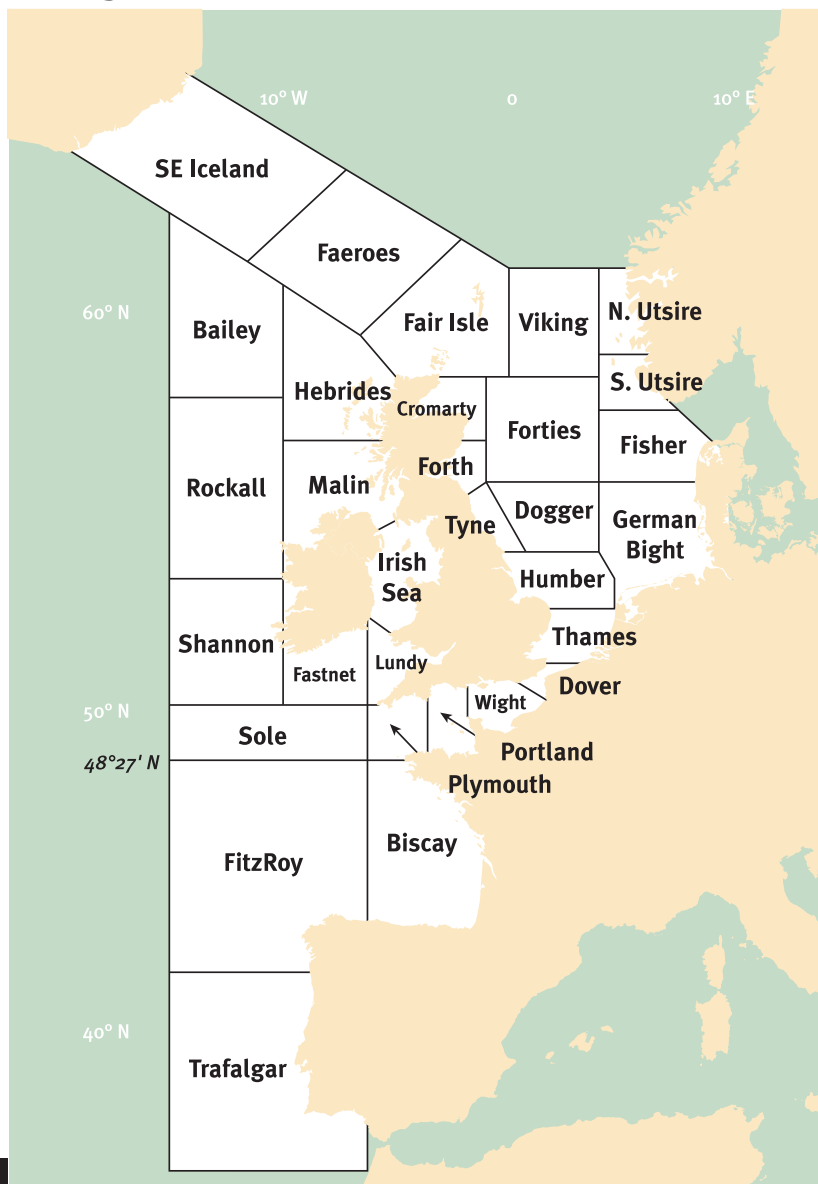 10° W
0
10° E
SE Iceland
Faeroes
60° N
Bailey
Fair Isle
Viking
N. Utsire
S. Utsire
Hebrides
Cromarty
Forties
Fisher
Forth
Rockall
Malin
Tyne
Dogger
German
Bight
Irish
Sea
Humber
Shannon
Thames
Fastnet
Lundy
Dover
Wight
50° N
Sole
Portland
48°27' N
Plymouth
Biscay
FitzRoy
40° N
Trafalgar